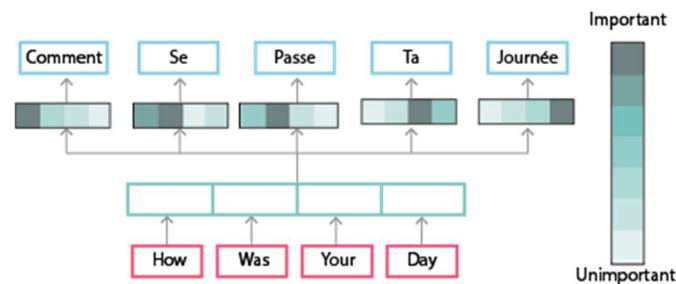 Important
Comment Se Passe Ta Journée
How Was Your Day
Unimportant